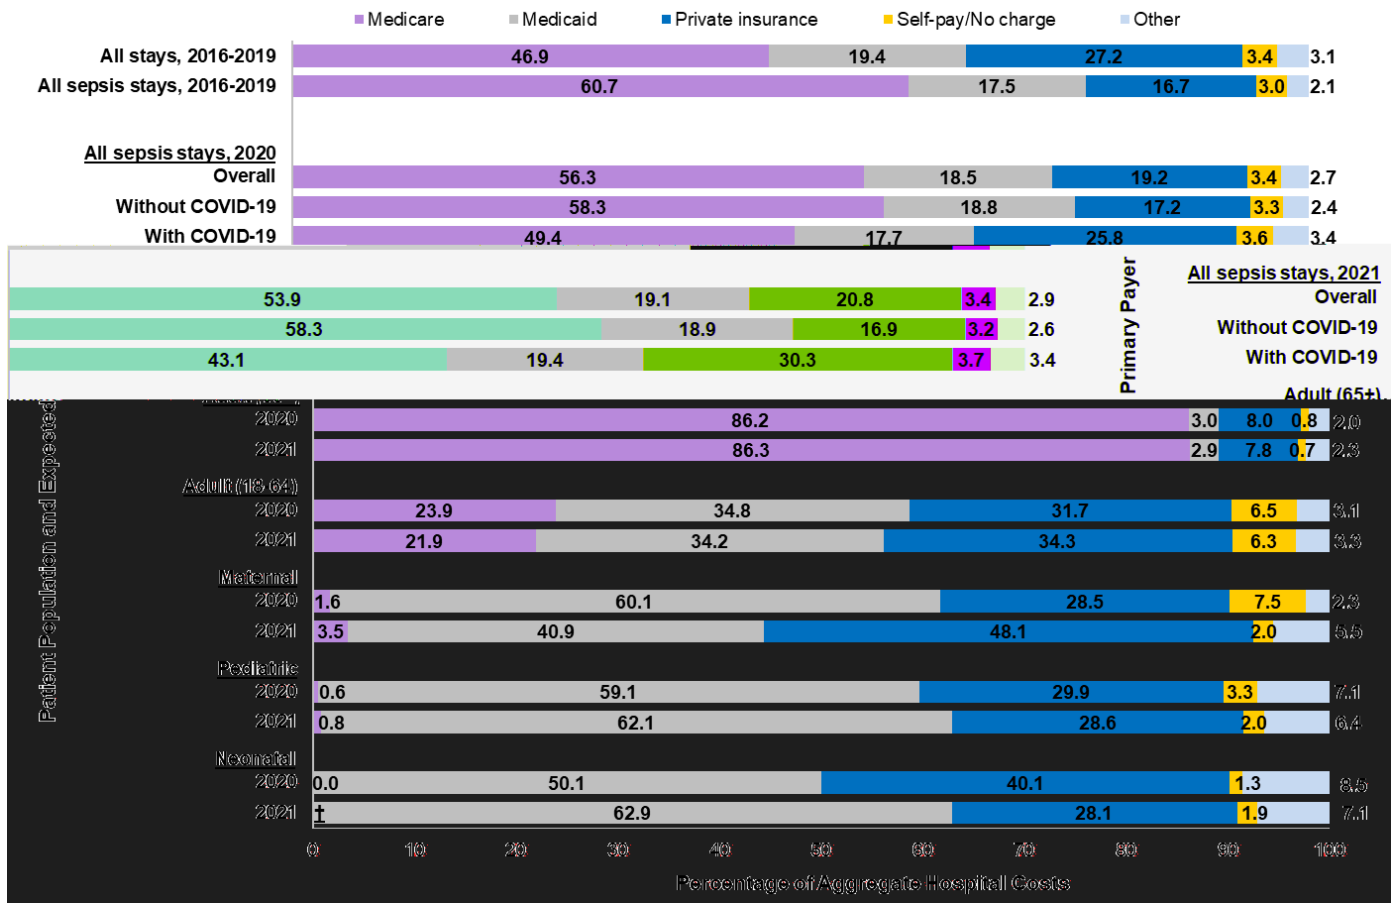 Medicare Medicaid Private insurance Self-pay/No charge Other
All stays, 2016-2019 46.9 19.4 27.2 3.4 3.1
All sepsis stays, 2016-2019 60.7 17.5 16.7 3.0 2.1
All sepsis stays, 2020
Overall 56.3 18.5 19.2 3.4 2.7
Without COVID-19 58.3 18.8 17.2 3.3 2.4
With COVID-19 49.4 17.7 25.8 3.6 3.4
Primary Payer
All sepsis stays, 2021
53.9 19.1 20.8 3.4 2.9 Overall
58.3 18.9 16.9 3.2 2.6 Without COVID-19
43.1 19.4 30.3 3.7 3.4 With COVID-19
Adult (65+)
Patient Population and Expected
2020 86.2 3.0 8.0 0.8 2.0
2021 86.3 2.9 7.8 0.7 2.3
Adult (18-64)
2020 23.9 34.8 31.7 6.5 3.1
2021 21.9 34.2 34.3 6.3 3.3
Maternal
2020 1.6 60.1 28.5 7.5 2.3
2021 3.5 40.9 48.1 2.0 5.5
Pediatric
2020 0.6 59.1 29.9 3.3 7.1
2021 0.8 62.1 28.6 2.0 6.4
Neonatal
2020 0.0 50.1 40.1 1.3 8.5
2021 ‡ 62.9 28.1 1.9 7.1
0 10 20 30 40 50 60 70 80 90 100
Percentage of Aggregate Hospital Costs